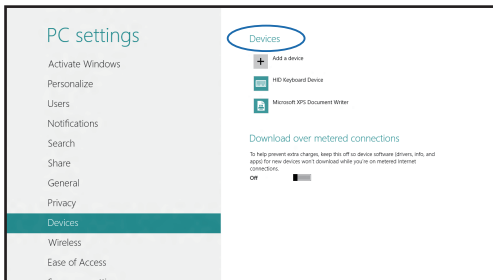 PC settings
Activate Windows
Personalize
Users
Notifications
Search
Share
General
Privacy
Devices
Wireless
Ease of Access
Devices
Add a device
HID Keyboard Device
Microsoft XPS Document Writer
Download over metered connections
To help prevent extra charges, keep this off so device software (drivers, info, and
apps) for new devices won't download while you're on metered internet
connections.
Off